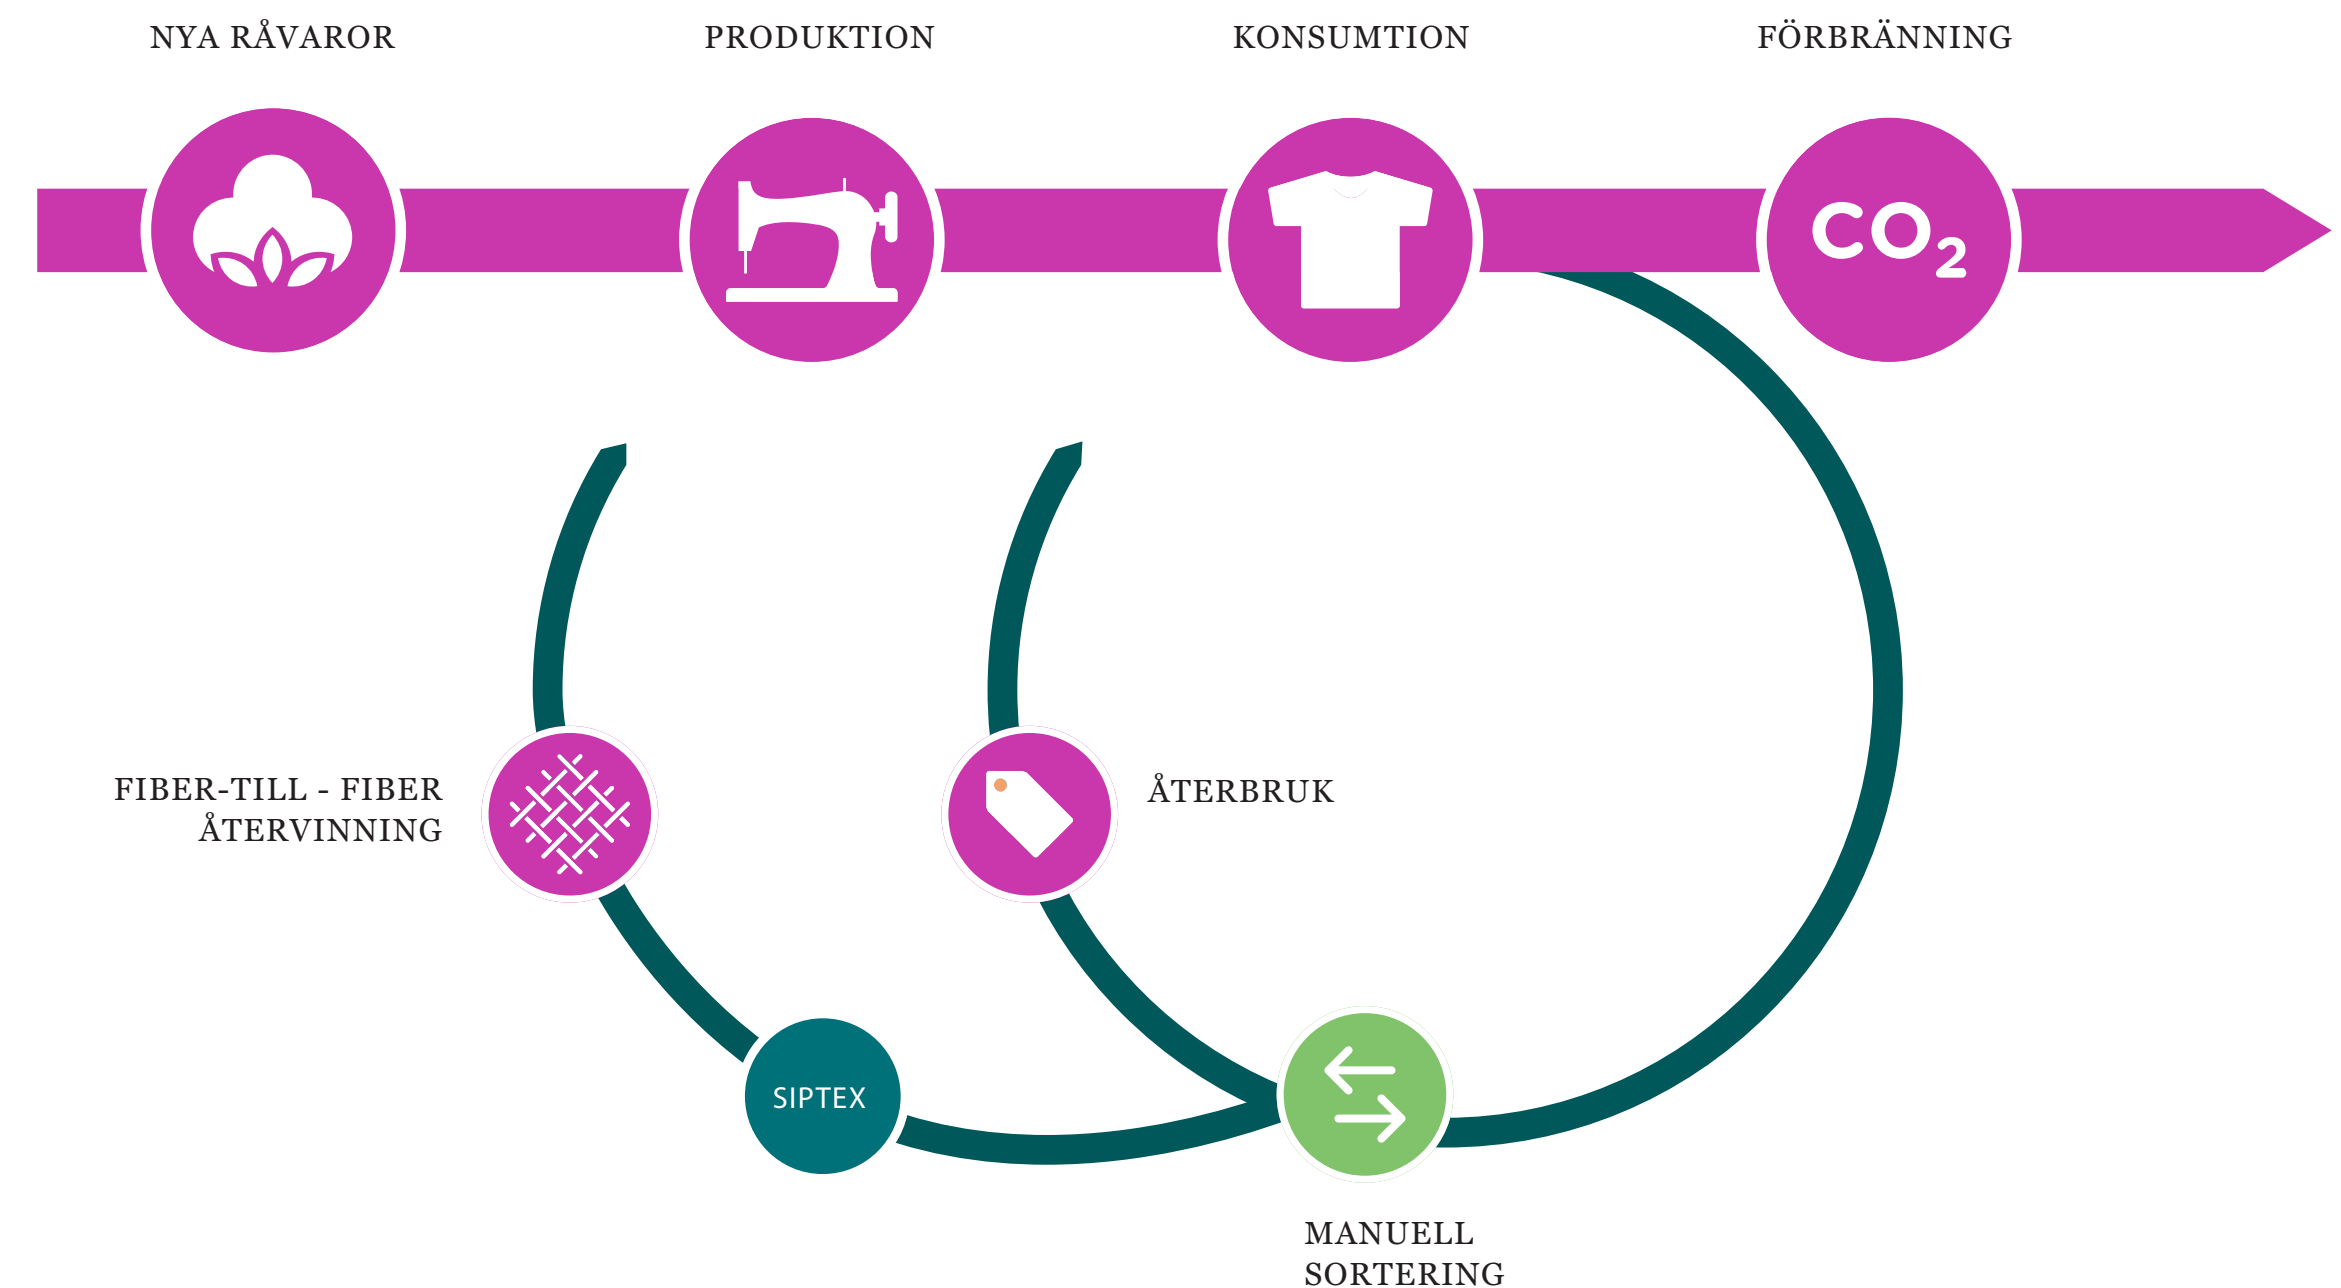 NYA RÅVAROR
PRODUKTION
KONSUMTION
FÖRBRÄNNING
CO₂
FIBER-TILL - FIBER
ÅTERVINNING
ÅTERBRUK
SIPTEX
MANUELL
SORTERING